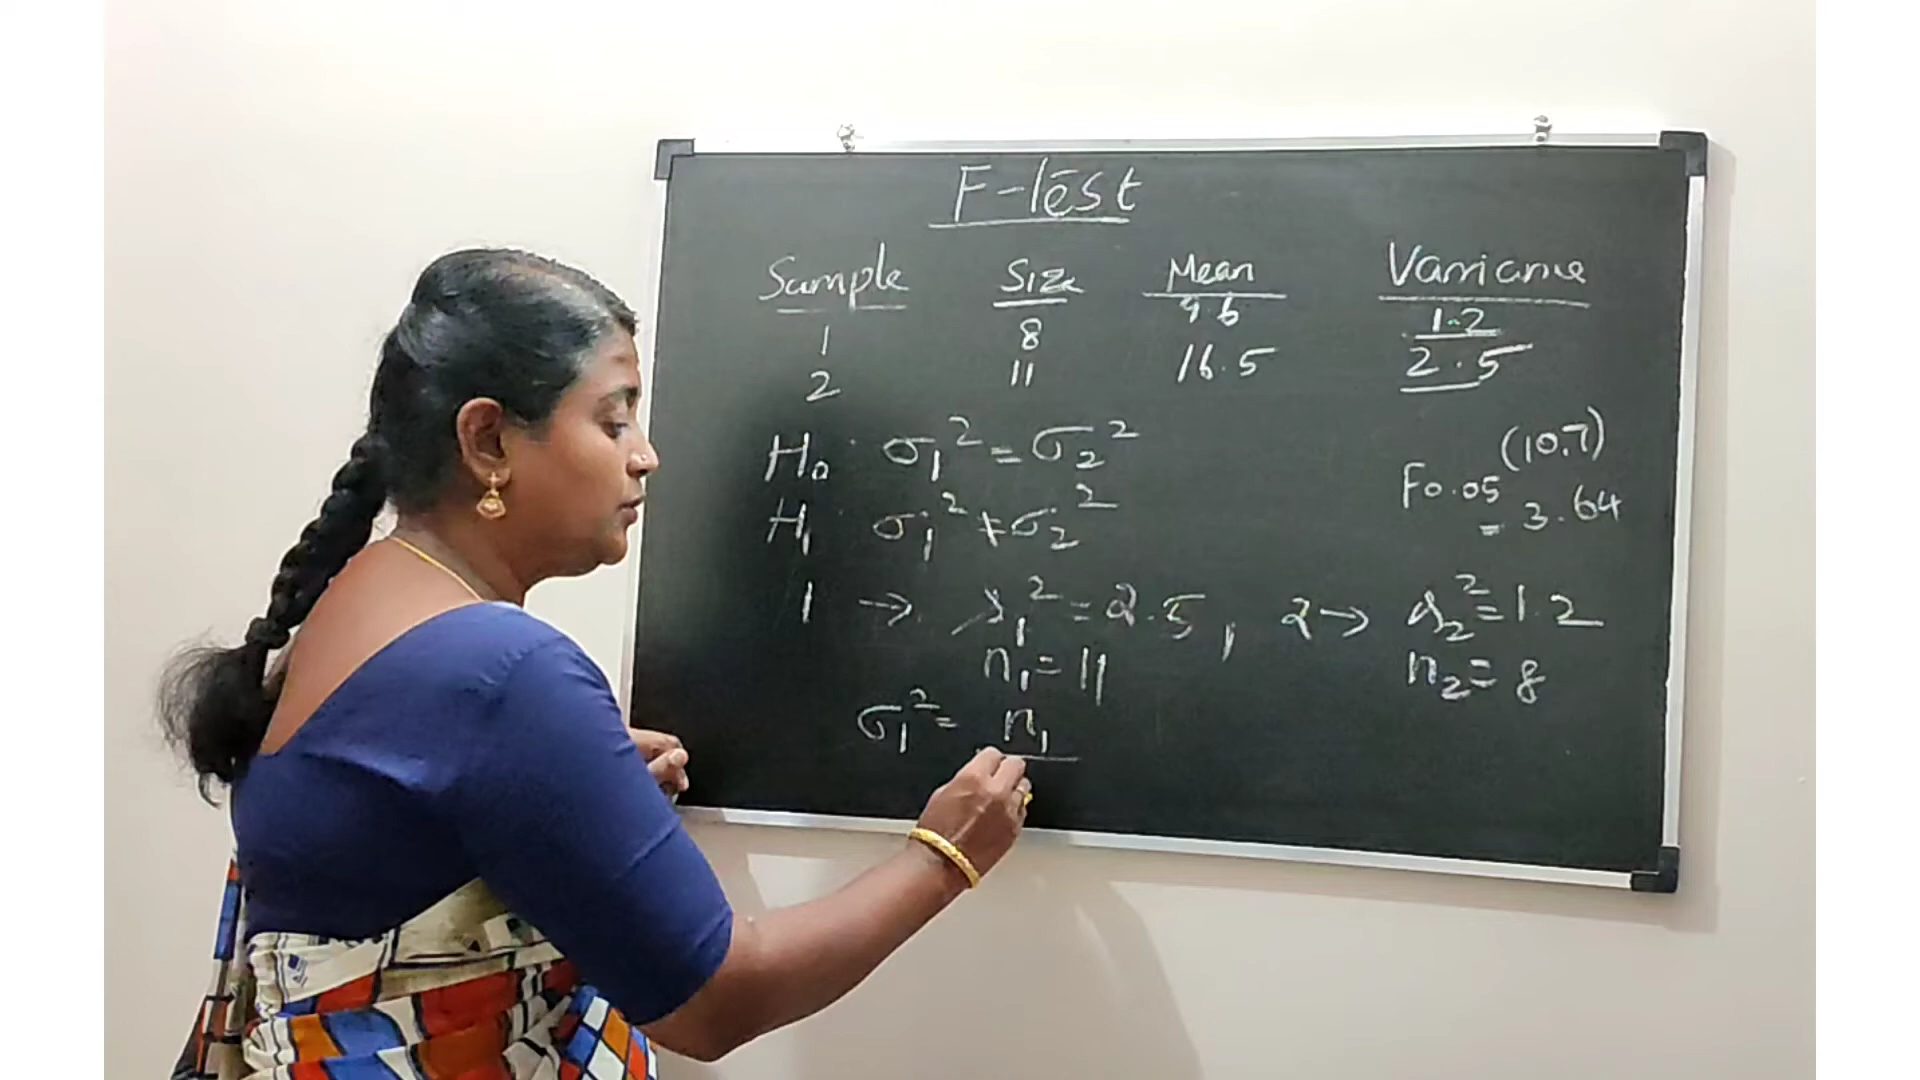 F-Test
Sample Size Mean Variance
1 8 9.6 1.2
2 11 16.5 2.5
H₀ : σ₁² = σ₂²
H₁ : σ₁² ≠ σ₂²
F0.05 (10,7) = 3.64
1 → s₁² = 2.5, 2 → s₂² = 1.2
n₁ = 11 n₂ = 8
σ₁² = n₁